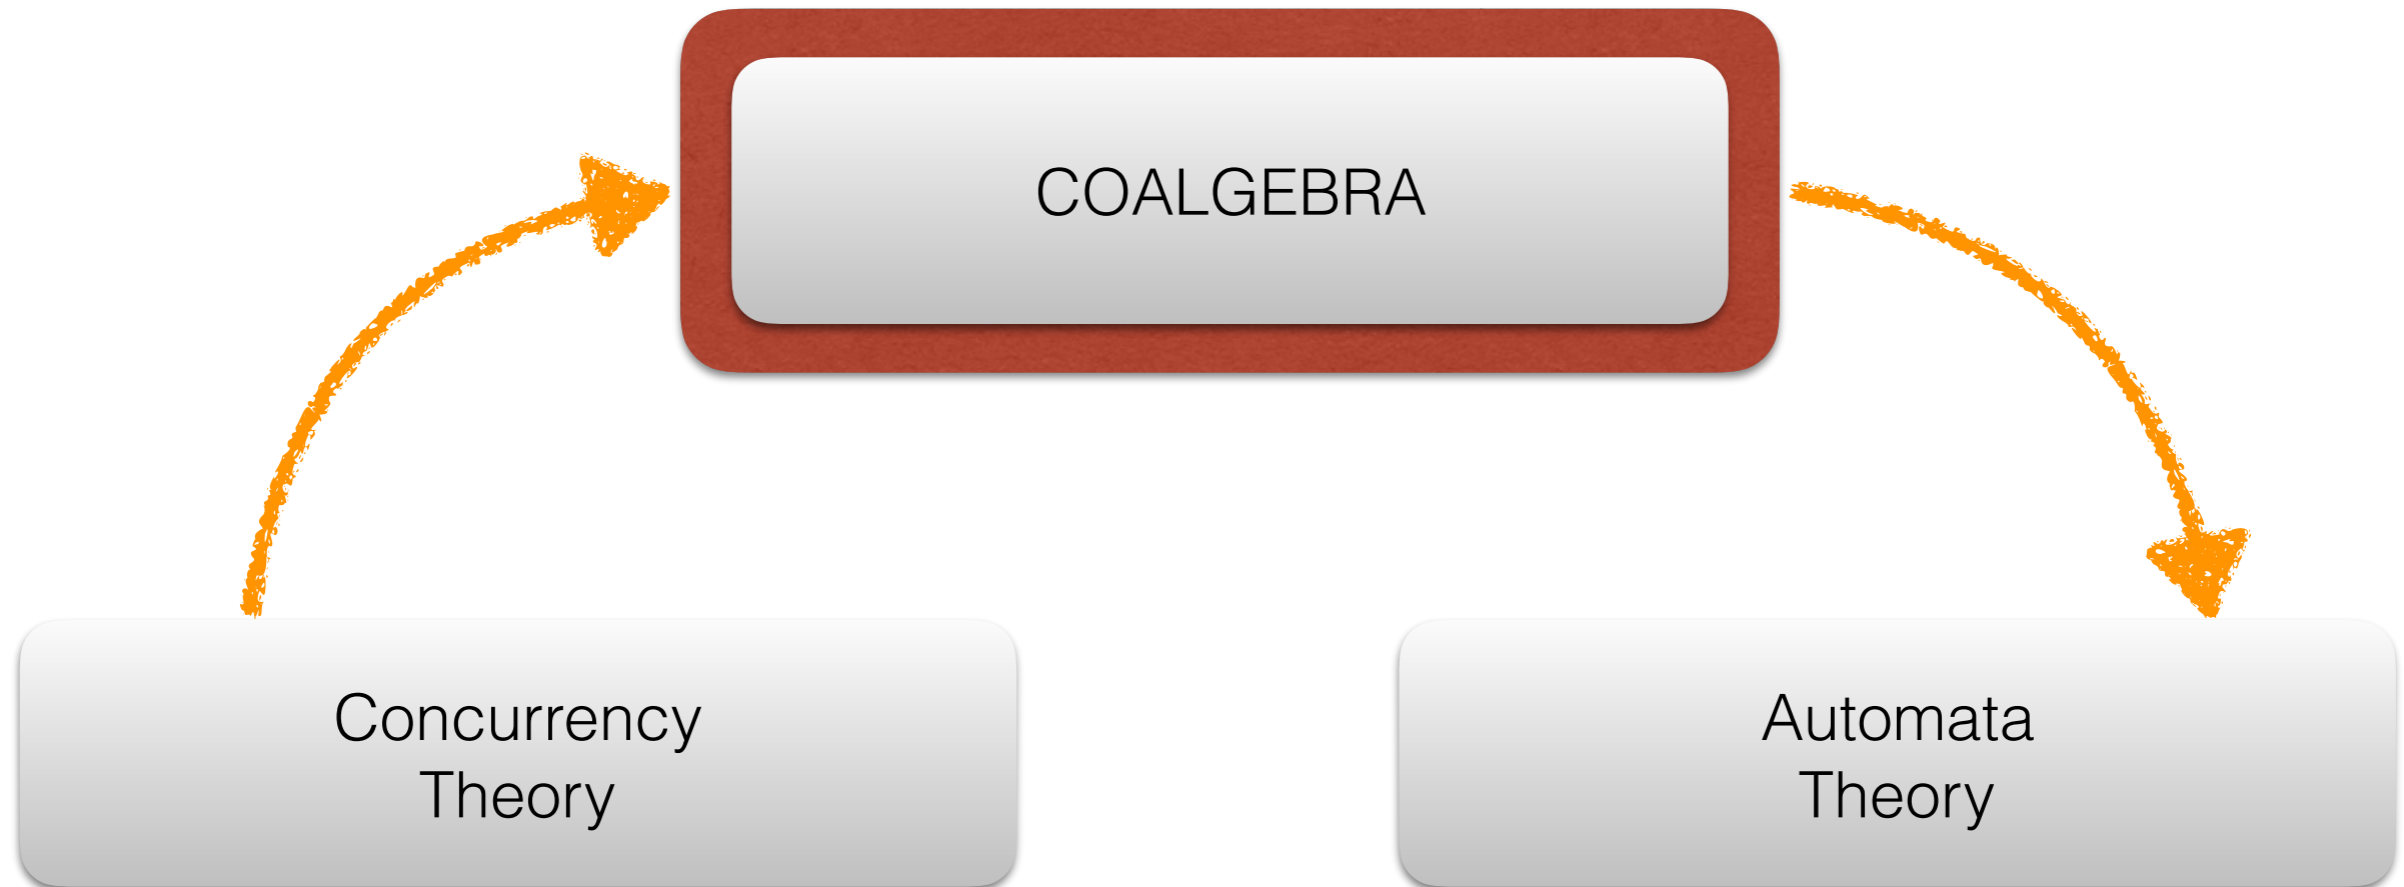 COALGEBRA
Concurrency
Theory
Automata
Theory